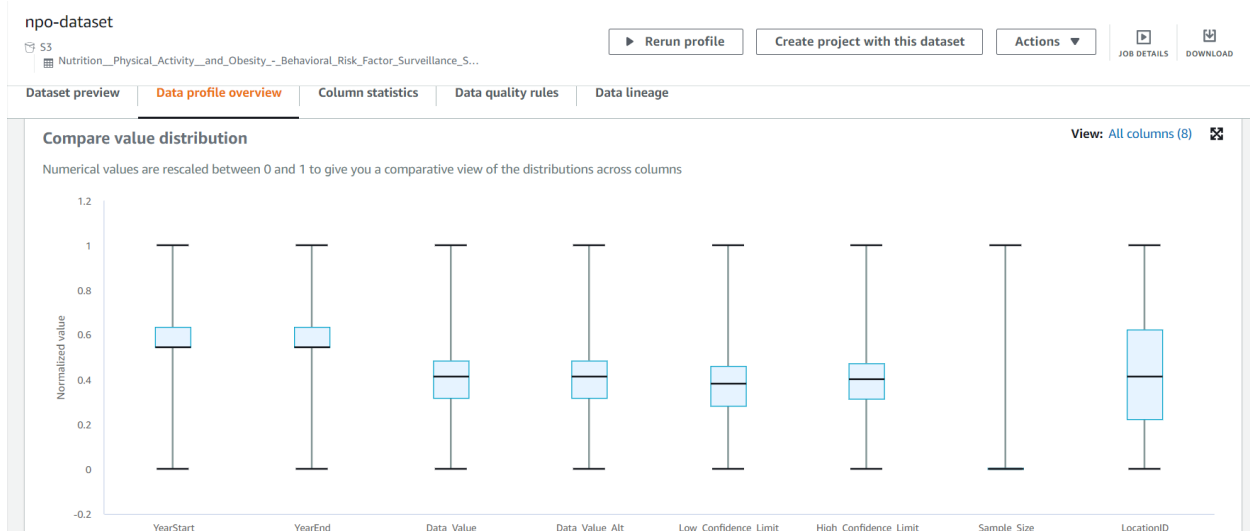 npo-dataset
S3
Nutrition__Physical_Activity__and_Obesity_-_Behavioral_Risk_Factor_Surveillance_S...
Rerun profile
Create project with this dataset
Actions
JOB DETAILS
DOWNLOAD
Dataset preview
Data profile overview
Column statistics
Data quality rules
Data lineage
Compare value distribution
View: All columns (8)
Numerical values are rescaled between 0 and 1 to give you a comparative view of the distributions across columns
Normalized value
1.2
1
0.8
0.6
0.4
0.2
0
-0.2
YearStart
YearEnd
Data_Value
Data_Value_Alt
Low_Confidence_Limit
High_Confidence_Limit
Sample_Size
LocationID